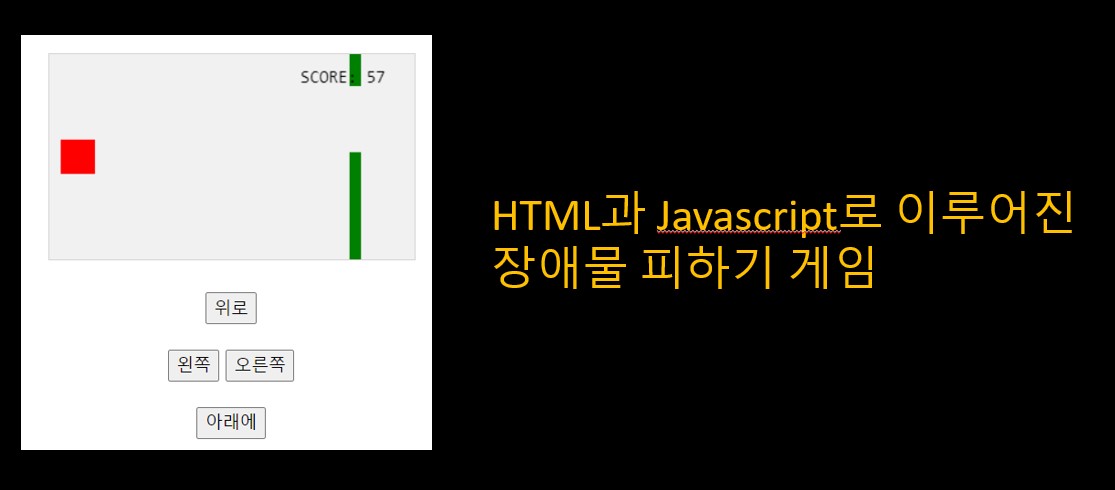 SCORE: 57
위로
왼쪽 오른쪽
아래에
HTML과 Javascript로 이루어진
장애물 피하기 게임